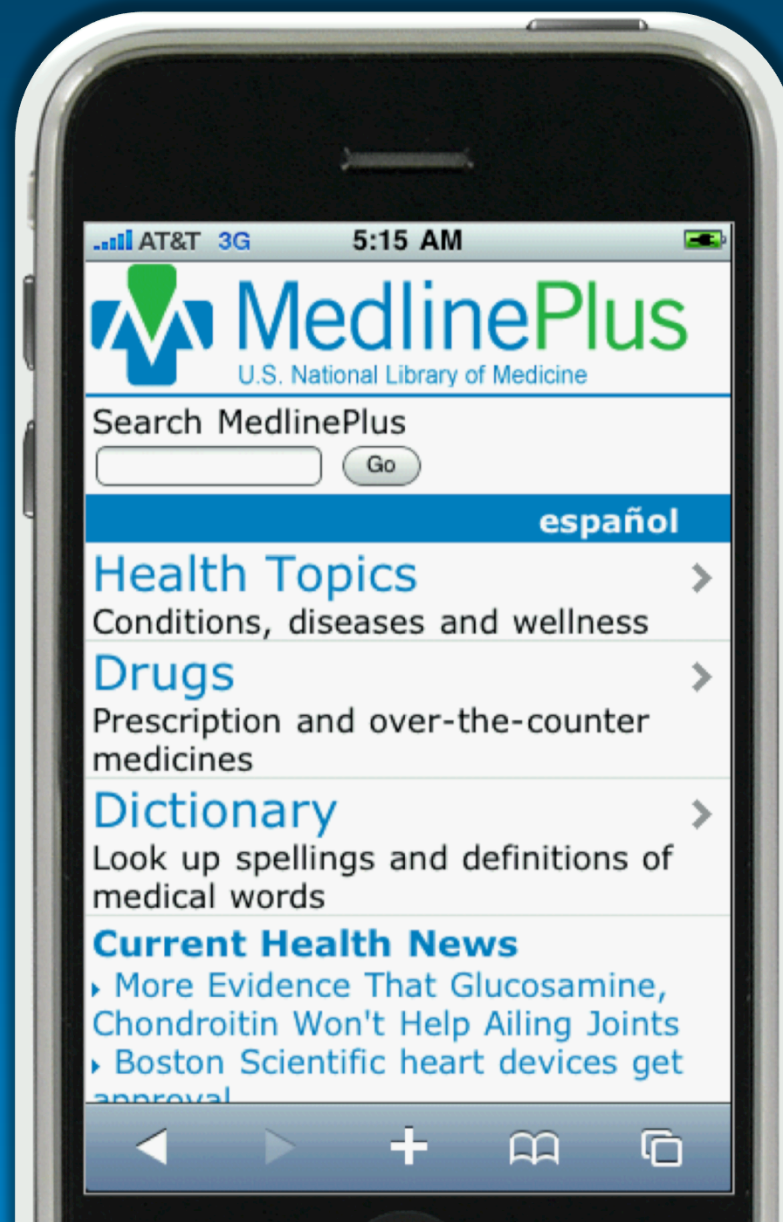 AT&T 3G 5:15 AM
MedlinePlus
U.S. National Library of Medicine
Search MedlinePlus
Go
español
Health Topics
Conditions, diseases and wellness
Drugs
Prescription and over-the-counter
medicines
Dictionary
Look up spellings and definitions of
medical words
Current Health News
More Evidence That Glucosamine,
Chondroitin Won't Help Ailing Joints
Boston Scientific heart devices get
approval